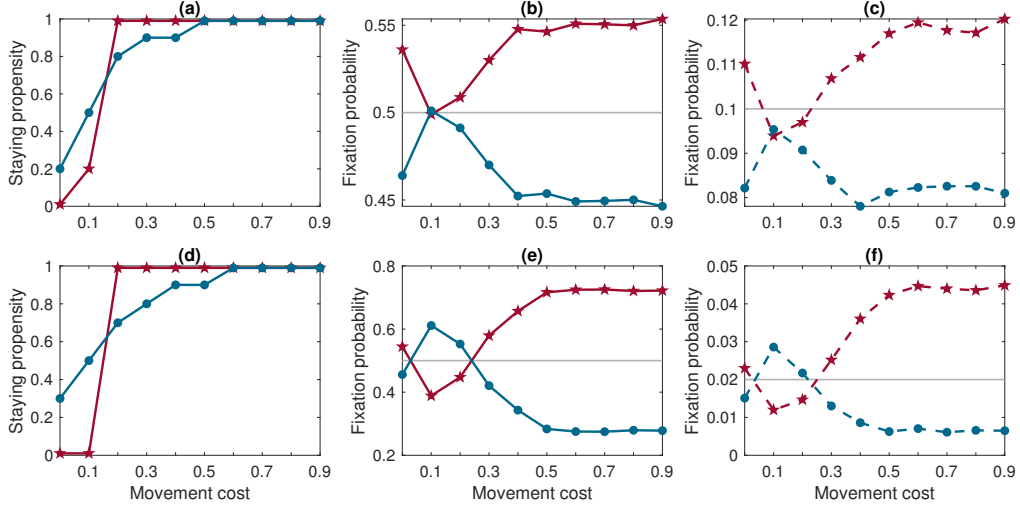 (a)
Staying propensity
1
0.8
0.6
0.4
0.2
0
0.1 0.3 0.5 0.7 0.9
Movement cost
(b)
Fixation probability
0.55
0.5
0.45
0.1 0.3 0.5 0.7 0.9
Movement cost
(c)
Fixation probability
0.12
0.11
0.1
0.09
0.08
0.1 0.3 0.5 0.7 0.9
Movement cost
(d)
Staying propensity
1
0.8
0.6
0.4
0.2
0
0.1 0.3 0.5 0.7 0.9
Movement cost
(e)
Fixation probability
0.8
0.6
0.4
0.2
0.1 0.3 0.5 0.7 0.9
Movement cost
(f)
Fixation probability
0.05
0.04
0.03
0.02
0.01
0
0.1 0.3 0.5 0.7 0.9
Movement cost